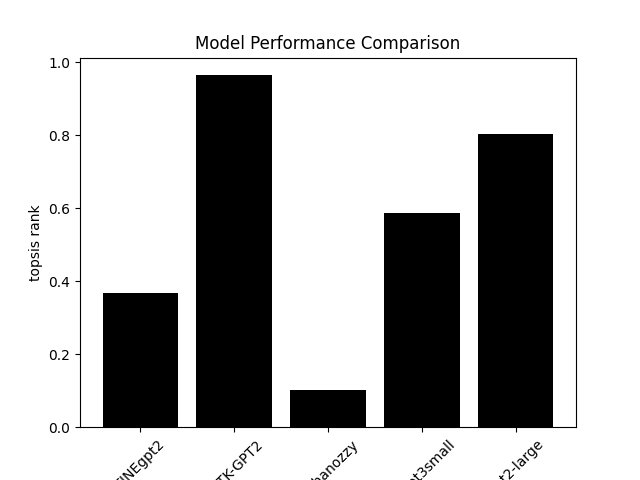 Model Performance Comparison
topsis rank
1.0
0.8
0.6
0.4
0.2
0.0
INEgpt2
TK-GPT2
hanozzy
t3small
t2-large